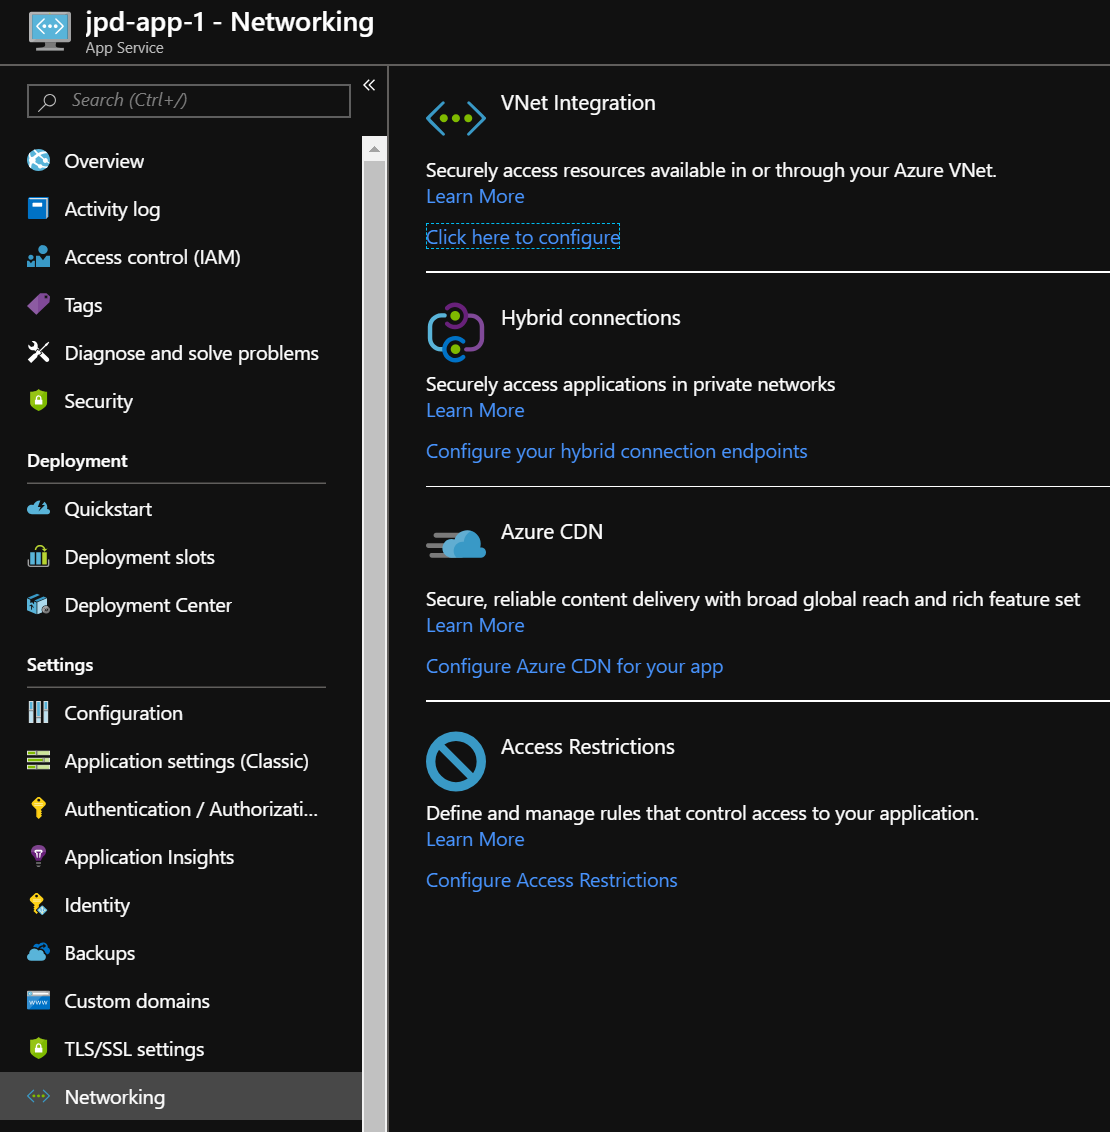 jpd-app-1 - Networking
App Service
Search (Ctrl+/)
«
Overview
Activity log
Access control (IAM)
Tags
Diagnose and solve problems
Security
Deployment
Quickstart
Deployment slots
Deployment Center
Settings
Configuration
Application settings (Classic)
Authentication / Authorizati...
Application Insights
Identity
Backups
Custom domains
TLS/SSL settings
Networking
VNet Integration
Securely access resources available in or through your Azure VNet.
Learn More
Click here to configure
Hybrid connections
Securely access applications in private networks
Learn More
Configure your hybrid connection endpoints
Azure CDN
Secure, reliable content delivery with broad global reach and rich feature set
Learn More
Configure Azure CDN for your app
Access Restrictions
Define and manage rules that control access to your application.
Learn More
Configure Access Restrictions